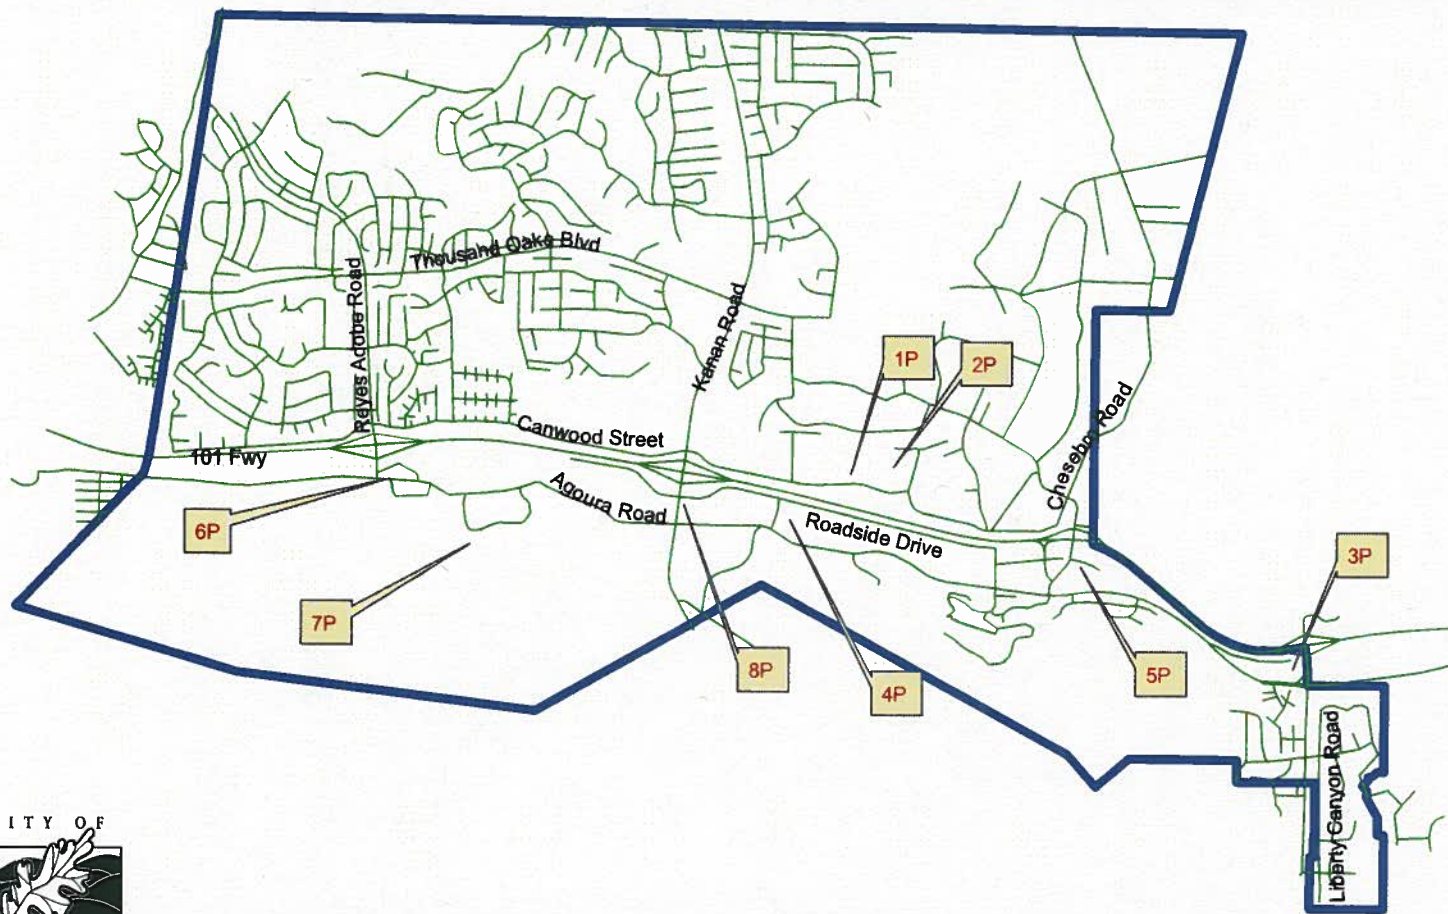 Thousand Oaks Blvd
Reyes Adobe Road
Kanan Road
1P
2P
Chesebro Road
Canwood Street
101 Fwy
Agoura Road
Roadside Drive
6P
3P
7P
8P
4P
5P
Liberty Canyon Road
ITY OF